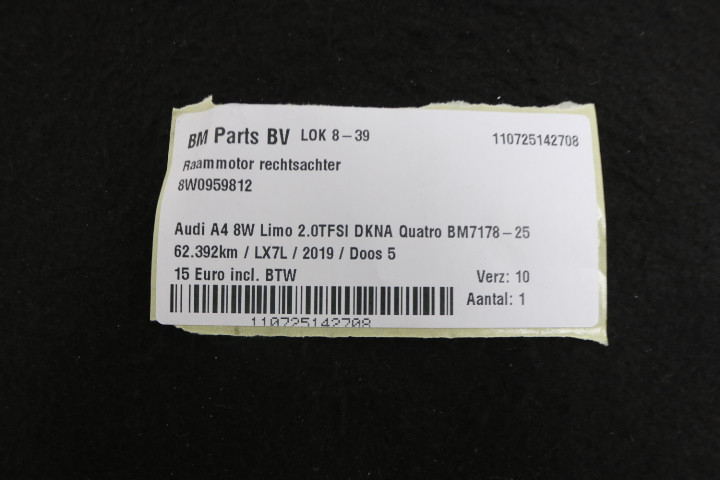 BM Parts BV LOK 8-39 110725142708
Raammotor rechtsachter
8W0959812
Audi A4 8W Limo 2.0TFSI DKNA Quatro BM7178-25
62.392km / LX7L / 2019 / Doos 5
15 Euro incl. BTW Verz: 10
Aantal: 1
110725142708